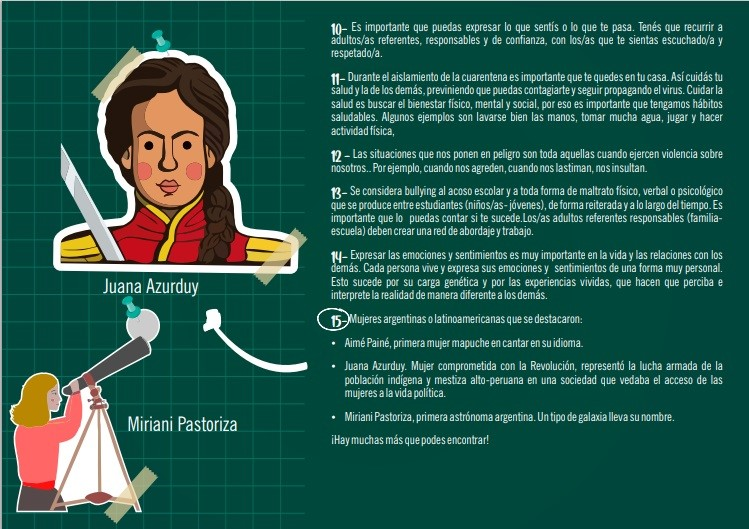 Juana Azurduy
Miriani Pastoriza
10- Es importante que puedas expresar lo que sentís o lo que te pasa. Tenés que recurrir a
adultos/as referentes, responsables y de confianza, con los/as que te sientas escuchado/a y
respetado/a.
11- Durante el aislamiento de la cuarentena es importante que te quedes en tu casa. Así cuidás tu
salud y la de los demás, previniendo que puedas contagiarte y seguir propagando el virus. Cuidar la
salud es buscar el bienestar físico, mental y social, por eso es importante que tengamos hábitos
saludables. Algunos ejemplos son lavarse bien las manos, tomar mucha agua, jugar y hacer
actividad física,
12 - Las situaciones que nos ponen en peligro son toda aquellas cuando ejercen violencia sobre
nosotros.. Por ejemplo, cuando nos agreden, cuando nos lastiman, nos insultan.
13- Se considera bullying al acoso escolar y a toda forma de maltrato físico, verbal o psicológico
que se produce entre estudiantes (niños/as- jóvenes), de forma reiterada y a lo largo del tiempo. Es
importante que lo puedas contar si te sucede.Los/as adultos referentes responsables (familia-
escuela) deben crear una red de abordaje y trabajo.
14- Expresar las emociones y sentimientos es muy importante en la vida y las relaciones con los
demás. Cada persona vive y expresa sus emociones y sentimientos de una forma muy personal.
Esto sucede por su carga genética y por las experiencias vividas, que hacen que perciba e
interprete la realidad de manera diferente a los demás.
15- Mujeres argentinas o latinoamericanas que se destacaron:
• Aimé Painé, primera mujer mapuche en cantar en su idioma.
• Juana Azurduy. Mujer comprometida con la Revolución, representó la lucha armada de la
población indígena y mestiza alto-peruana en una sociedad que vedaba el acceso de las
mujeres a la vida política.
• Miriani Pastoriza, primera astrónoma argentina. Un tipo de galaxia lleva su nombre.
¡Hay muchas más que podes encontrar!